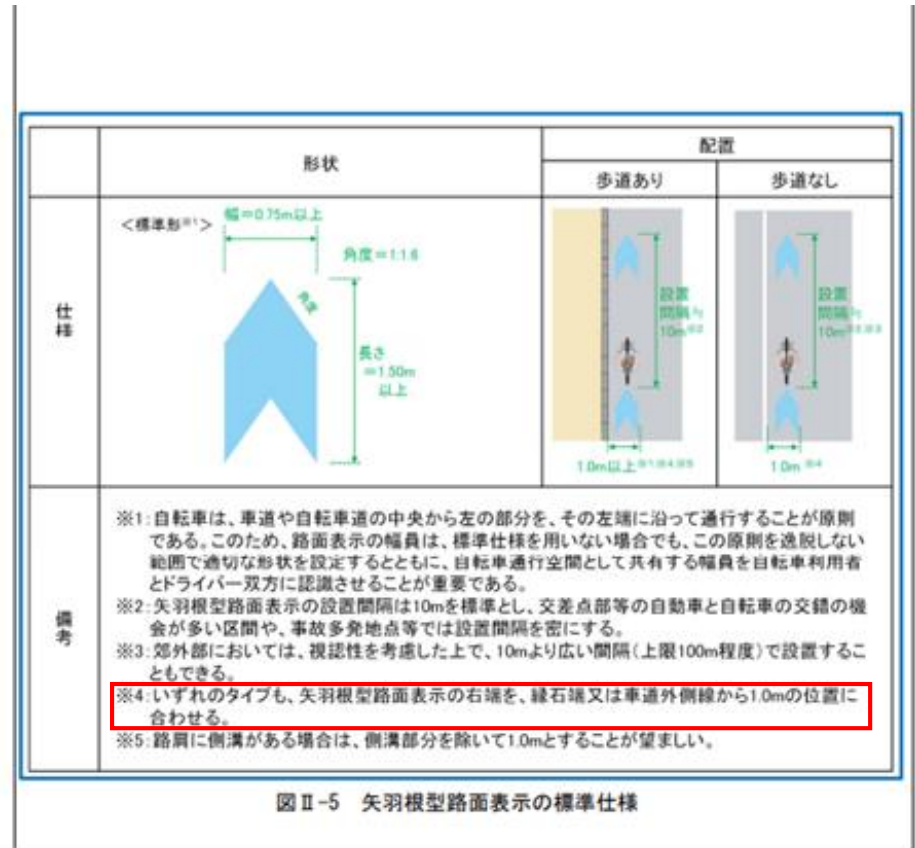 形状
配置
歩道あり
歩道なし
仕様
<標準形※1>
幅=0.75m以上
角度=1:1.6
角度
長さ
=1.50m
以上
設置
間隔
10m※2
1.0m以上※1,※4,※5
設置
間隔
10m※2,※3
1.0m ※4
備考
※1:自転車は、車道や自転車道の中央から左の部分を、その左端に沿って通行することが原則
である。このため、路面表示の幅員は、標準仕様を用いない場合でも、この原則を逸脱しない
範囲で適切な形状を設定するとともに、自転車通行空間として共有する幅員を自転車利用者
とドライバー双方に認識させることが重要である。
※2:矢羽根型路面表示の設置間隔は10mを標準とし、交差点部等の自動車と自転車の交錯の機
会が多い区間や、事故多発地点等では設置間隔を密にする。
※3:郊外部においては、視認性を考慮した上で、10mより広い間隔(上限100m程度)で設置するこ
ともできる。
※4:いずれのタイプも、矢羽根型路面表示の右端を、縁石端又は車道外側線から1.0mの位置に
合わせる。
※5:路肩に側溝がある場合は、側溝部分を除いて1.0mとすることが望ましい。
図Ⅱ-5 矢羽根型路面表示の標準仕様